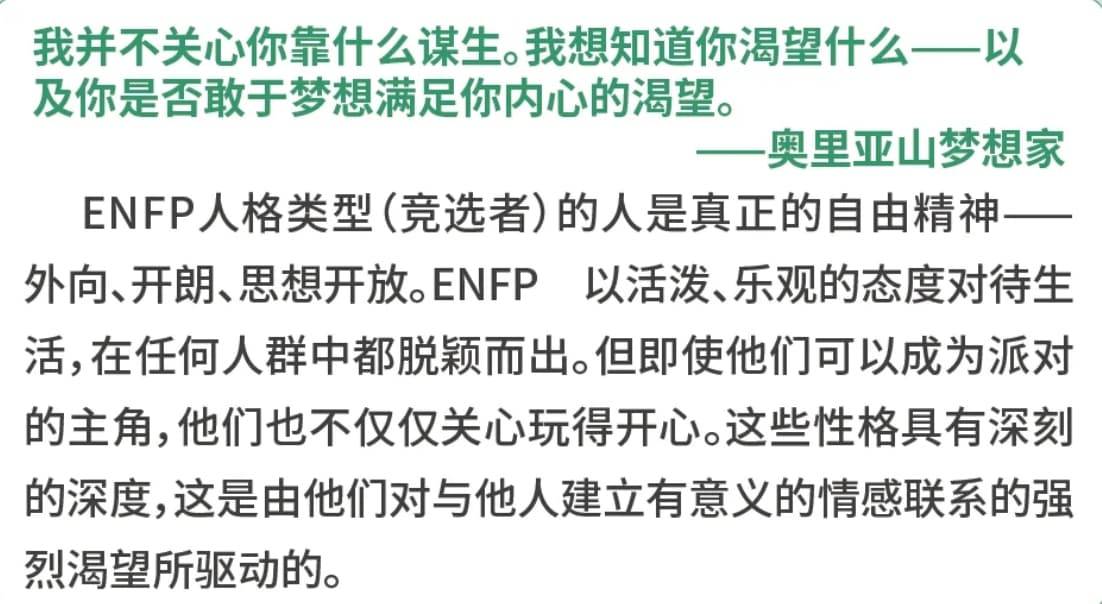 我并不关心你靠什么谋生。我想知道你渴望什么——以
及你是否敢于梦想满足你内心的渴望。
——奥里亚山梦想家
ENFP人格类型（竞选者）的人是真正的自由精神——
外向、开朗、思想开放。ENFP 以活泼、乐观的态度对待生
活，在任何人群中都脱颖而出。但即使他们可以成为派对
的主角，他们也不仅仅关心玩得开心。这些性格具有深刻
的深度，这是由他们对与他人建立有意义的情感联系的强
烈渴望所驱动的。